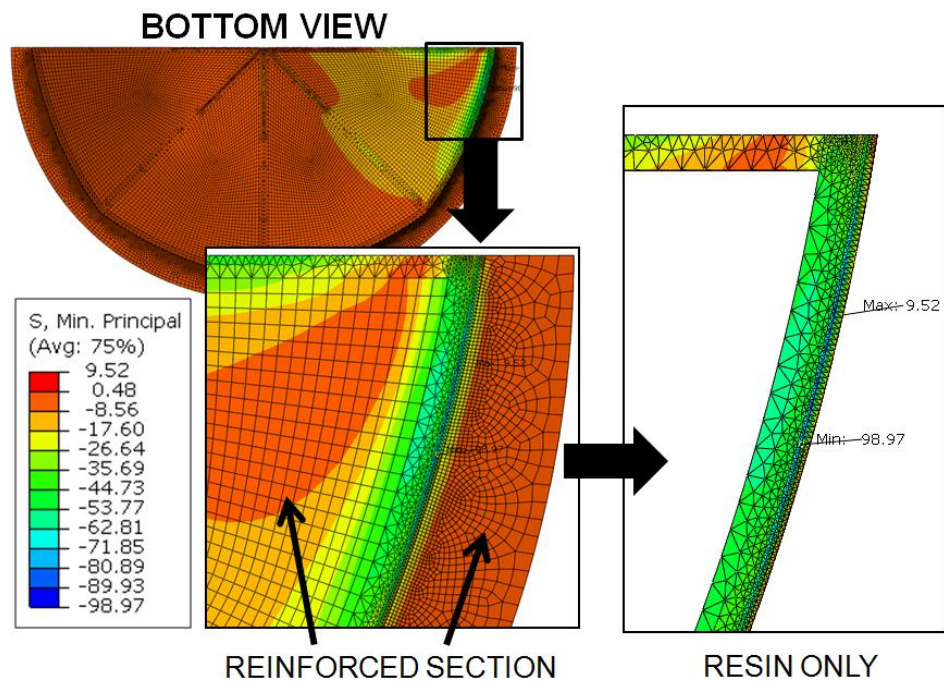 BOTTOM VIEW
S, Min. Principal
(Avg: 75%)
9.52
0.48
-8.56
-17.60
-26.64
-35.69
-44.73
-53.77
-62.81
-71.85
-80.89
-89.93
-98.97
Max: 9.52
Min: -98.97
REINFORCED SECTION
RESIN ONLY